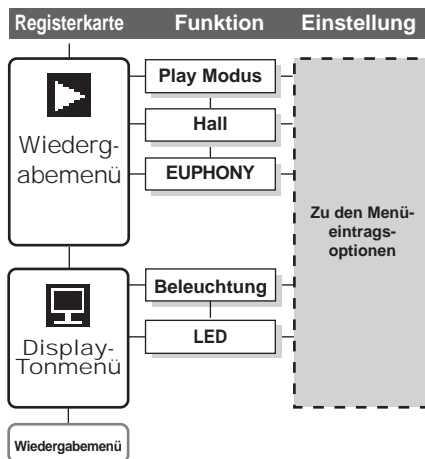 Registerkarte Funktion Einstellung
Play Modus
Hall
EUPHONY
Wiederg-
abemenü
Zu den Menü-
eintrags-
optionen
Beleuchtung
LED
Display-
Tonmenü
Wiedergabemenü